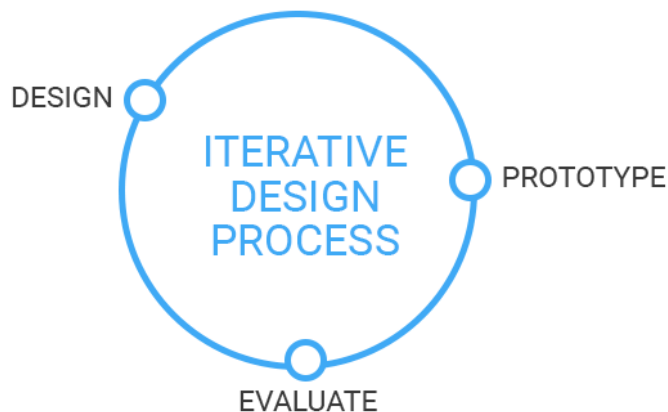 DESIGN
ITERATIVE
DESIGN
PROCESS
PROTOTYPE
EVALUATE